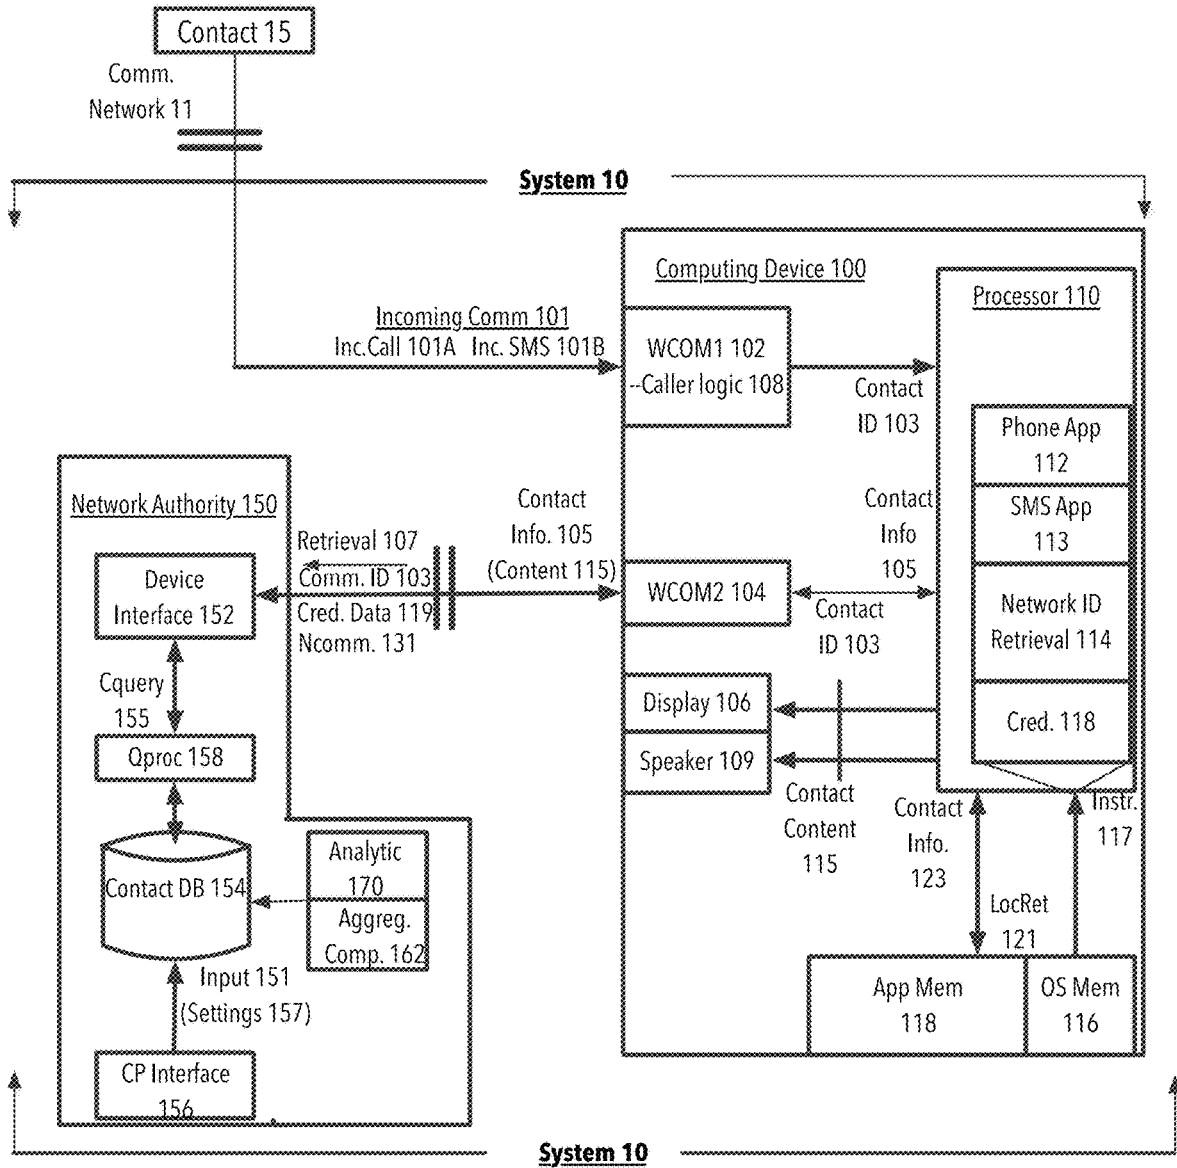 Contact 15
Comm.
Network 11
System 10
Computing Device 100
Processor 110
Incoming Comm 101
Inc.Call 101A Inc. SMS 101B
WCOM1 102
--Caller logic 108
Contact
ID 103
Phone App
112
SMS App
113
Network ID
Retrieval 114
Cred. 118
Network Authority 150
Device
Interface 152
Retrieval 107
Comm. ID 103
Cred. Data 119
Ncomm. 131
Contact
Info. 105
(Content 115)
WCOM2 104
Contact
Info
105
Contact
ID 103
Cquery
155
Qproc 158
Display 106
Speaker 109
Contact
Content
115
Contact
Info.
123
Instr.
117
LocRet
121
Contact DB 154
Analytic
170
Aggreg.
Comp. 162
Input 151
(Settings 157)
CP Interface
156
App Mem
118
OS Mem
116
System 10